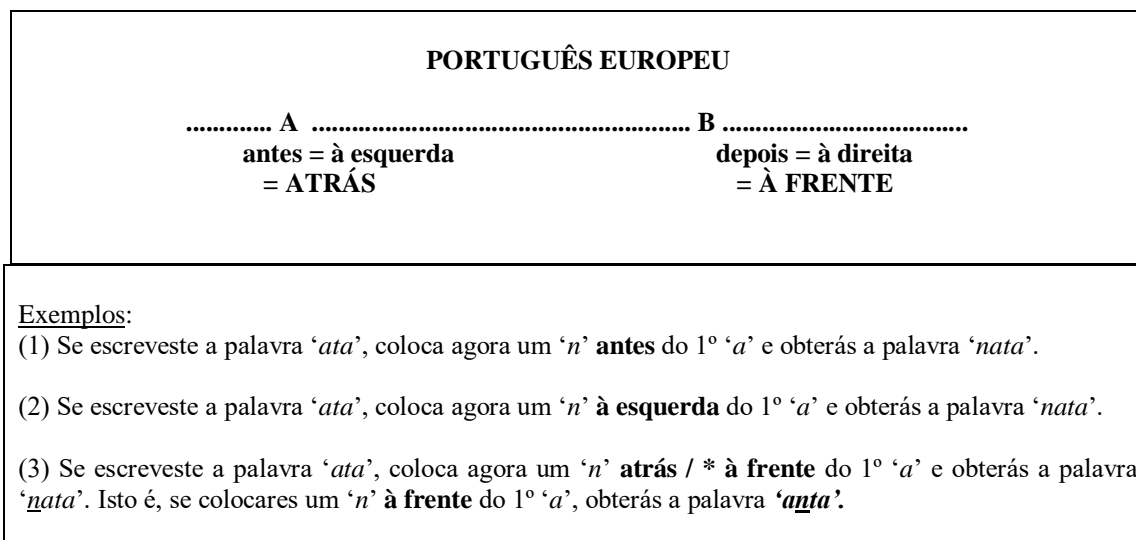 PORTUGUÊS EUROPEU
............. A ......................................................... B .....................................
antes = à esquerda depois = à direita
= ATRÁS = À FRENTE
Exemplos:
(1) Se escreveste a palavra ‘ata’, coloca agora um ‘n’ antes do 1º ‘a’ e obterás a palavra ‘nata’.
(2) Se escreveste a palavra ‘ata’, coloca agora um ‘n’ à esquerda do 1º ‘a’ e obterás a palavra ‘nata’.
(3) Se escreveste a palavra ‘ata’, coloca agora um ‘n’ atrás / * à frente do 1º ‘a’ e obterás a palavra
‘nata’. Isto é, se colocares um ‘n’ à frente do 1º ‘a’, obterás a palavra ‘anta’.